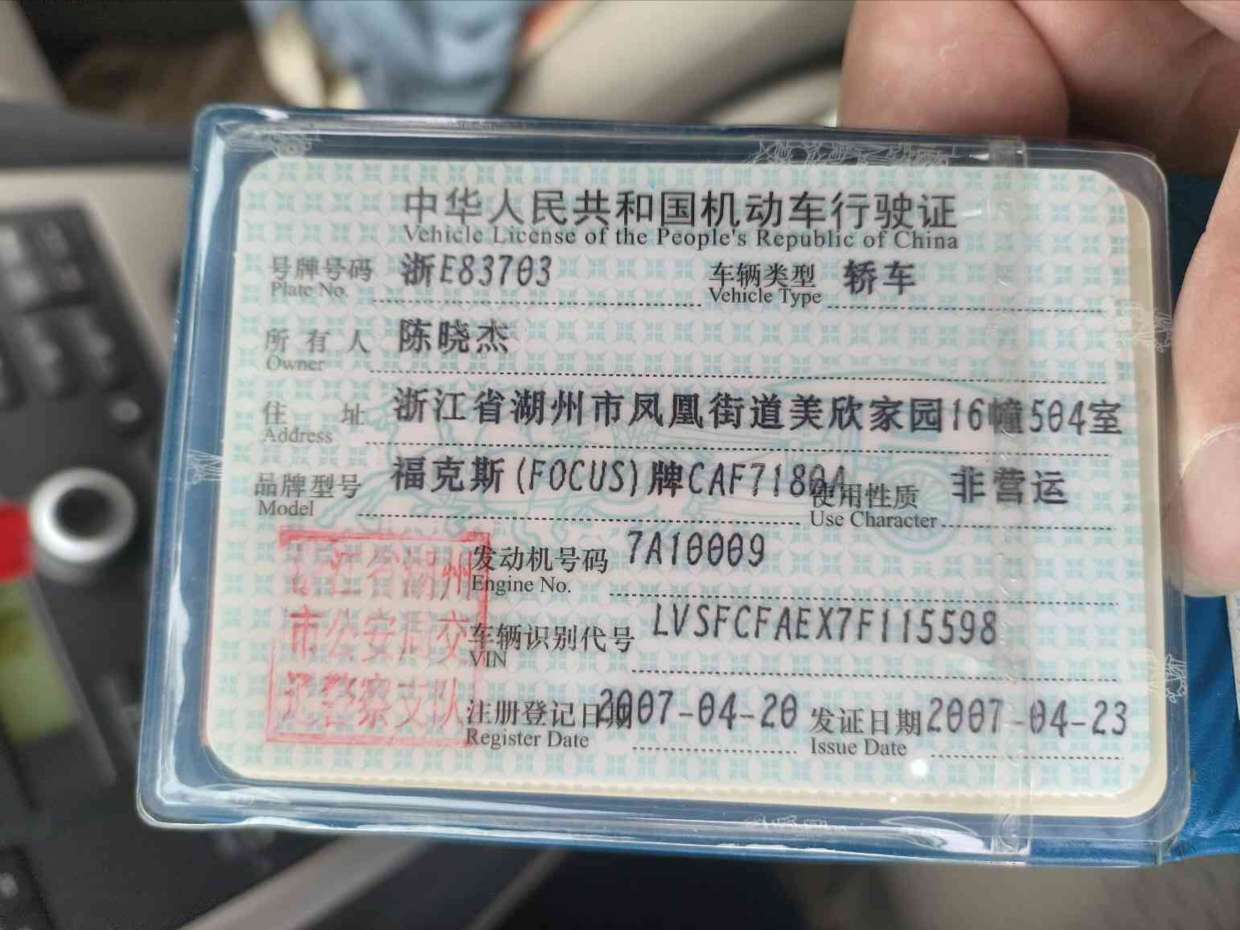 中华人民共和国机动车行驶证
Vehicle License of the People's Republic of China
号牌号码 浙E83703 车辆类型 轿车
Plate No. Vehicle Type
所有人 陈晓杰
Owner
住址 浙江省湖州市凤凰街道美欣家园16幢504室
Address
品牌型号 福克斯(FOCUS)牌CAF7180A 使用性质 非营运
Model Use Character
发动机号码 7A10009
Engine No.
车辆识别代号 LVSFCFAEX7F115598
VIN
注册登记日期 2007-04-20 发证日期 2007-04-23
Register Date Issue Date
浙江省湖州
市公安局交
通警察支队